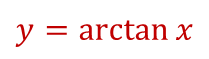 y = arctan x